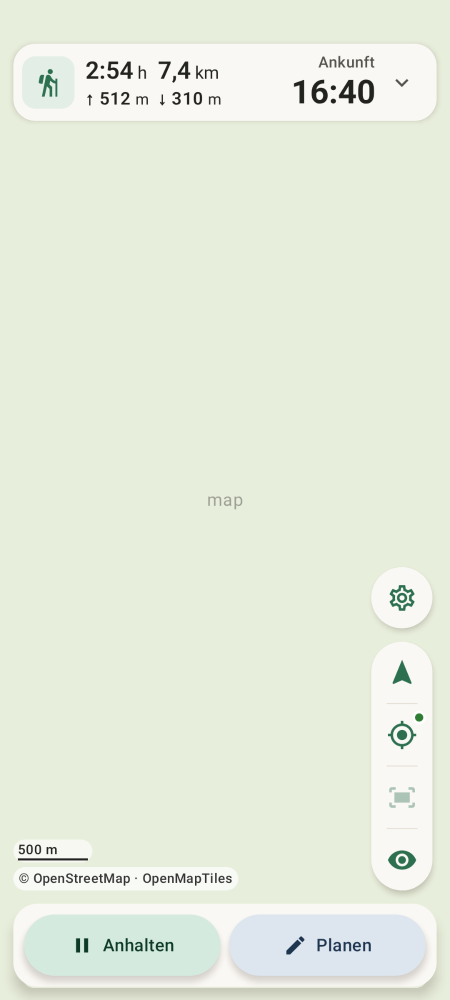 2:54 h 7,4 km
↑ 512 m ↓ 310 m
Ankunft
16:40
map
500 m
© OpenStreetMap · OpenMapTiles
Anhalten
Planen